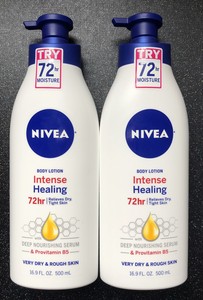 TRY
72hr
MOISTURE
NIVEA
BODY LOTION
Intense
Healing
72hr Relieves Dry
Tight Skin
with
DEEP NOURISHING SERUM
& Provitamin B5
VERY DRY & ROUGH SKIN
16.9 FL. OZ. 500 mL
TRY
72hr
MOISTURE
NIVEA
BODY LOTION
Intense
Healing
72hr Relieves Dry
Tight Skin
with
DEEP NOURISHING SERUM
& Provitamin B5
VERY DRY & ROUGH SKIN
16.9 FL. OZ. 500 mL